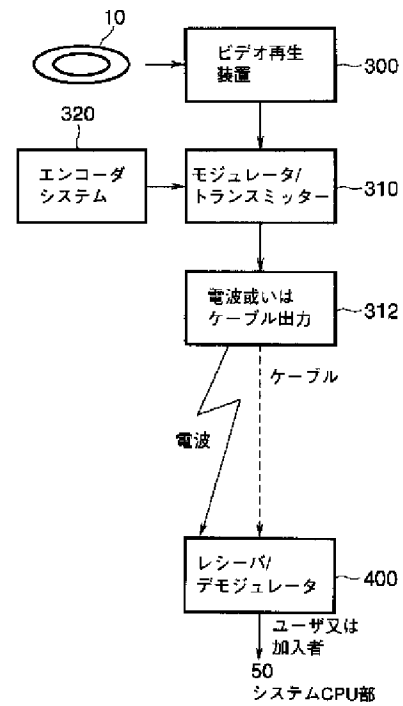 10
ビデオ再生
装置
300
320
エンコーダ
システム
モジュレータ/
トランスミッター
310
電波或いは
ケーブル出力
312
ケーブル
電波
レシーバ/
デモジュレータ
400
ユーザ又は
加入者
50
システムCPU部